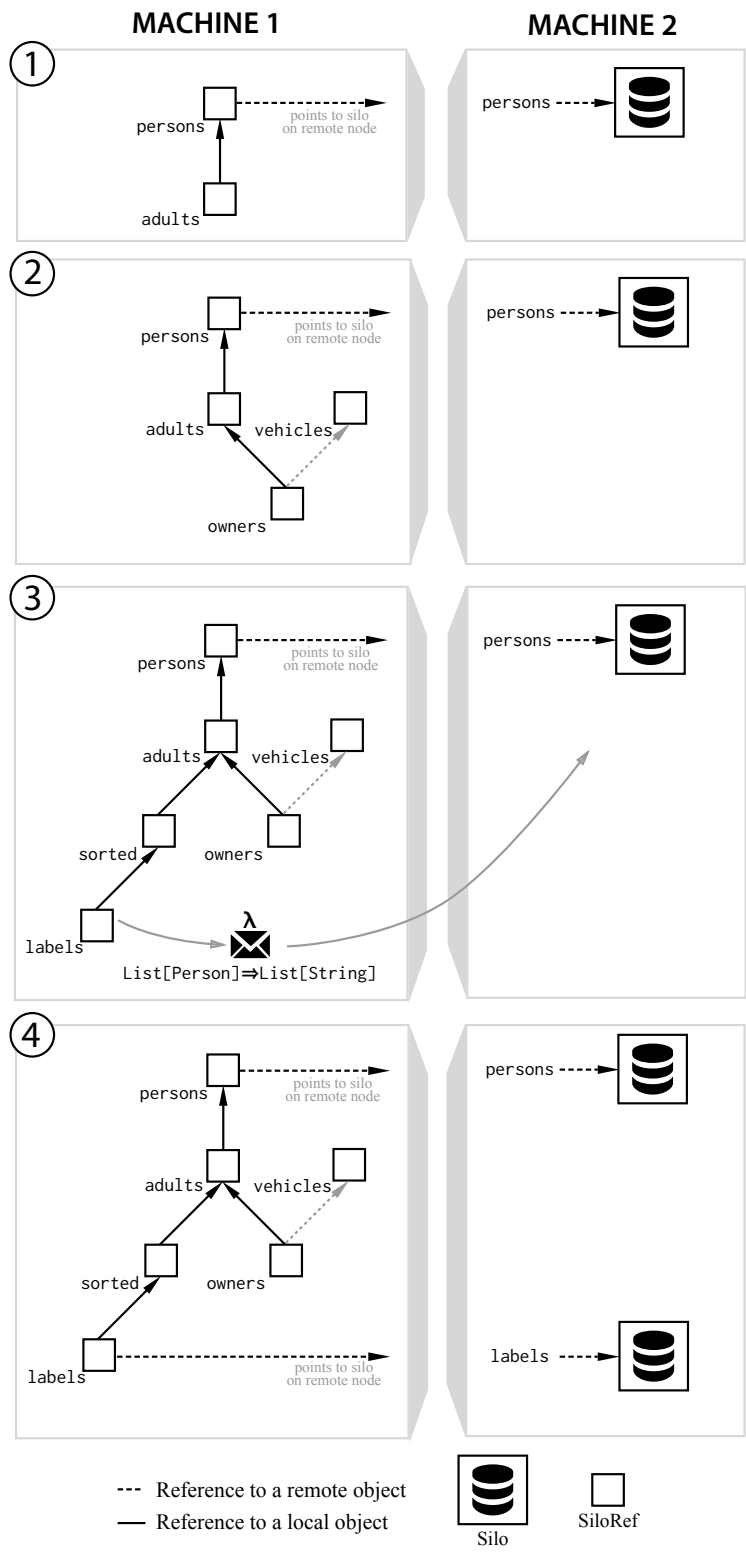 MACHINE 1
MACHINE 2
1
persons
points to silo
on remote node
adults
persons
2
persons
points to silo
on remote node
adults
vehicles
owners
persons
3
persons
points to silo
on remote node
adults
vehicles
sorted
owners
labels
λ
List[Person]⇒List[String]
persons
4
persons
points to silo
on remote node
adults
vehicles
sorted
owners
labels
points to silo
on remote node
persons
labels
Reference to a remote object
Reference to a local object
Silo
SiloRef